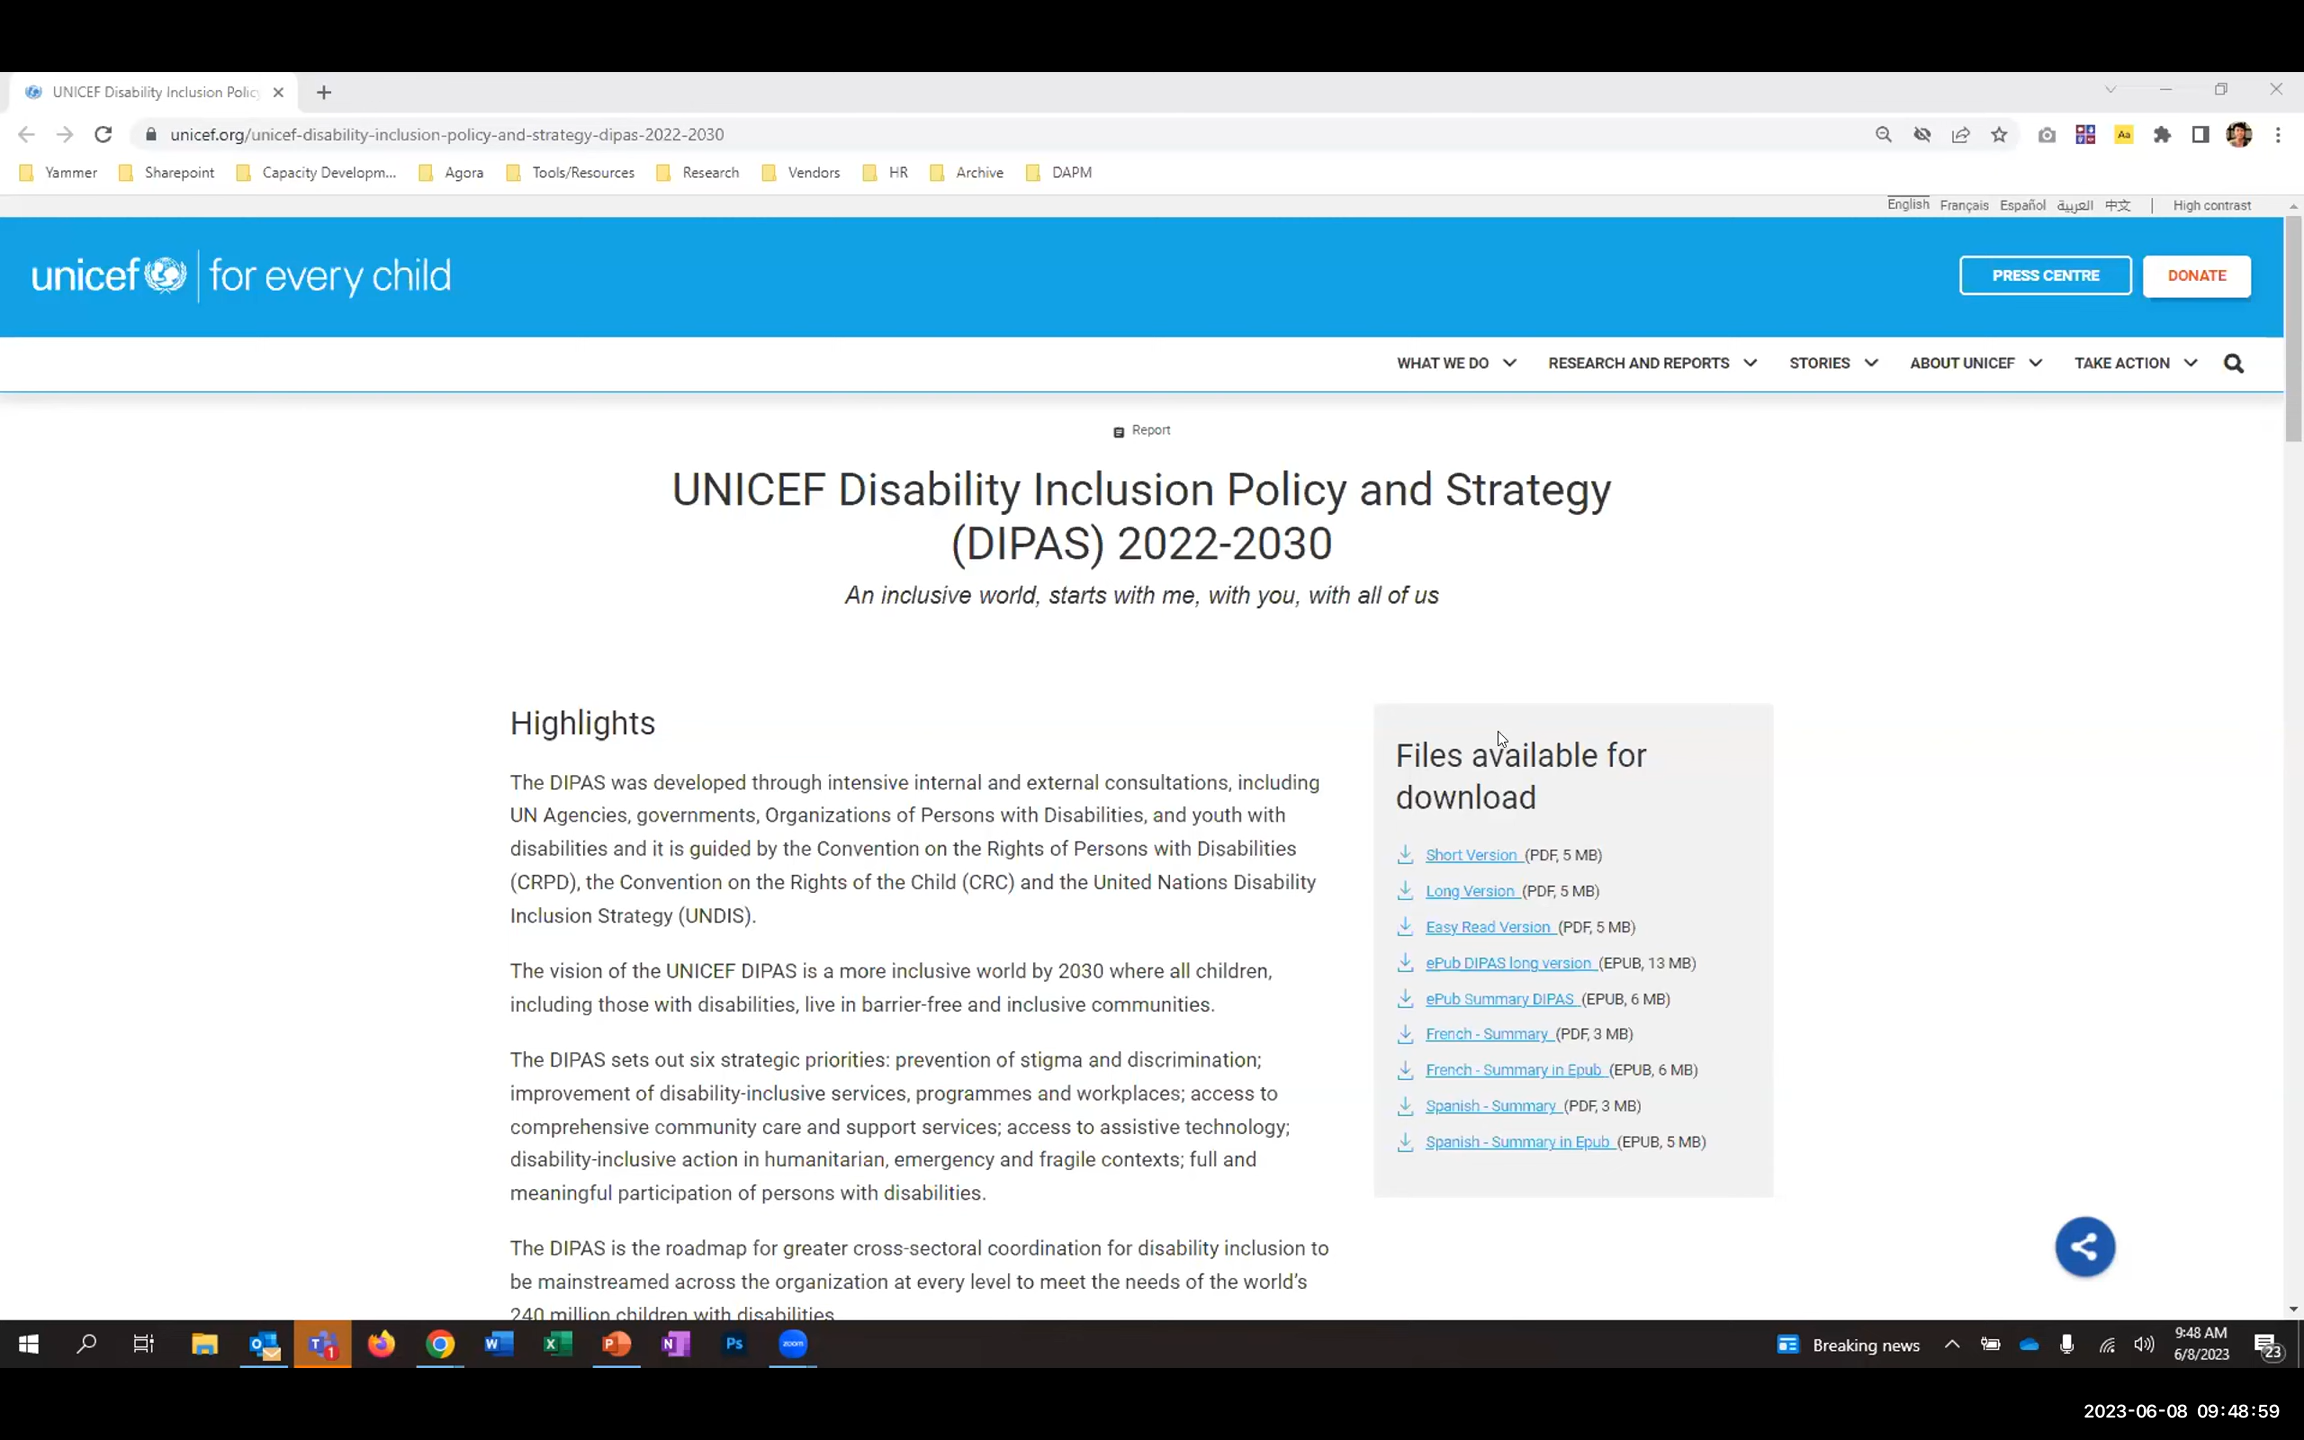 UNICEF Disability Inclusion Policy
unicef.org/unicef-disability-inclusion-policy-and-strategy-dipas-2022-2030
Aa
Yammer Sharepoint Capacity Developm... Agora Tools/Resources Research Vendors HR Archive DAPM
English Français Español العربية 中文 | High contrast
unicef | for every child
PRESS CENTRE DONATE
WHAT WE DO RESEARCH AND REPORTS STORIES ABOUT UNICEF TAKE ACTION
Report
UNICEF Disability Inclusion Policy and Strategy
(DIPAS) 2022-2030
An inclusive world, starts with me, with you, with all of us
Highlights
The DIPAS was developed through intensive internal and external consultations, including
UN Agencies, governments, Organizations of Persons with Disabilities, and youth with
disabilities and it is guided by the Convention on the Rights of Persons with Disabilities
(CRPD), the Convention on the Rights of the Child (CRC) and the United Nations Disability
Inclusion Strategy (UNDIS).
The vision of the UNICEF DIPAS is a more inclusive world by 2030 where all children,
including those with disabilities, live in barrier-free and inclusive communities.
The DIPAS sets out six strategic priorities: prevention of stigma and discrimination;
improvement of disability-inclusive services, programmes and workplaces; access to
comprehensive community care and support services; access to assistive technology;
disability-inclusive action in humanitarian, emergency and fragile contexts; full and
meaningful participation of persons with disabilities.
The DIPAS is the roadmap for greater cross-sectoral coordination for disability inclusion to
be mainstreamed across the organization at every level to meet the needs of the world's
240 million children with disabilities
Files available for
download
Short Version (PDF, 5 MB)
Long Version (PDF, 5 MB)
Easy Read Version (PDF, 5 MB)
ePub DIPAS long version (EPUB, 13 MB)
ePub Summary DIPAS (EPUB, 6 MB)
French - Summary (PDF, 3 MB)
French - Summary in Epub (EPUB, 6 MB)
Spanish - Summary (PDF, 3 MB)
Spanish - Summary in Epub (EPUB, 5 MB)
Ps zoom
Breaking news
9:48 AM
6/8/2023
23
2023-06-08 09:48:59